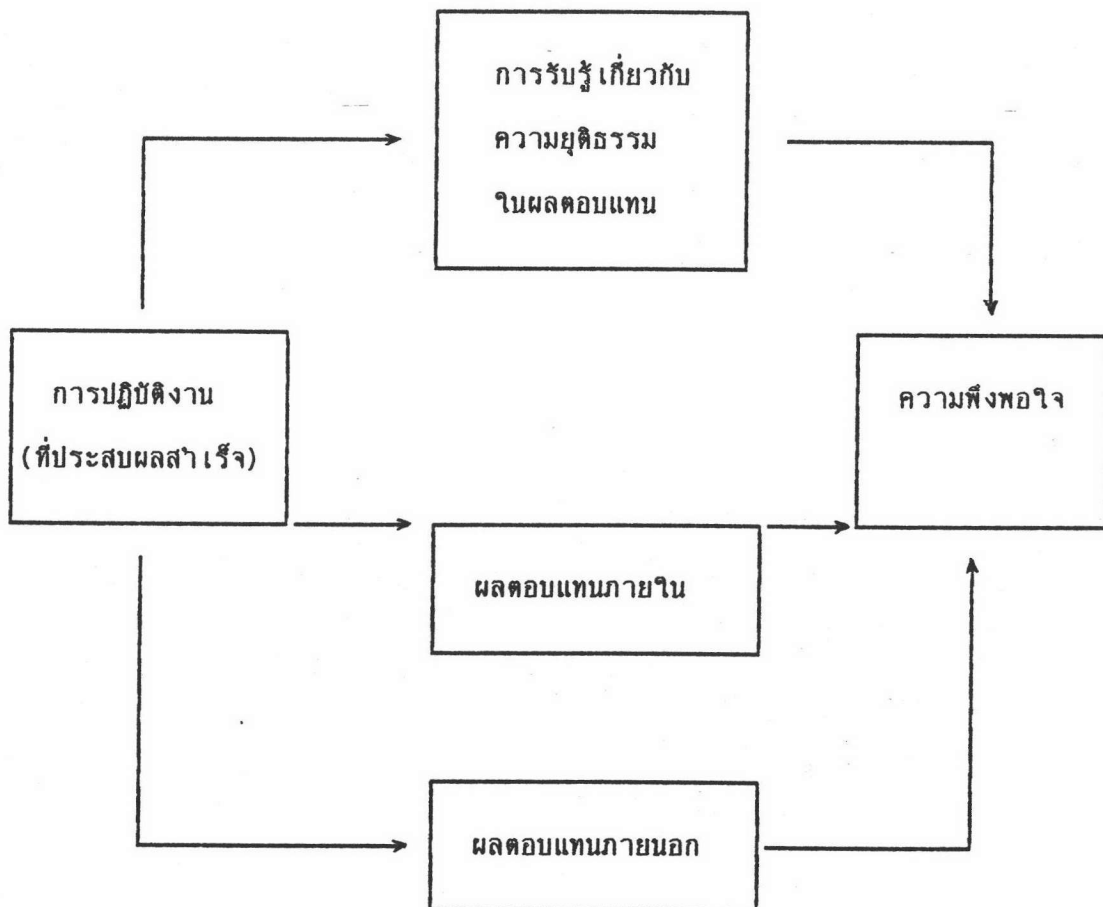 การรับรู้เกี่ยวกับ
ความยุติธรรม
ในผลตอบแทน
การปฏิบัติงาน
(ที่ประสบผลสำเร็จ)
ความพึงพอใจ
ผลตอบแทนภายใน
ผลตอบแทนภายนอก